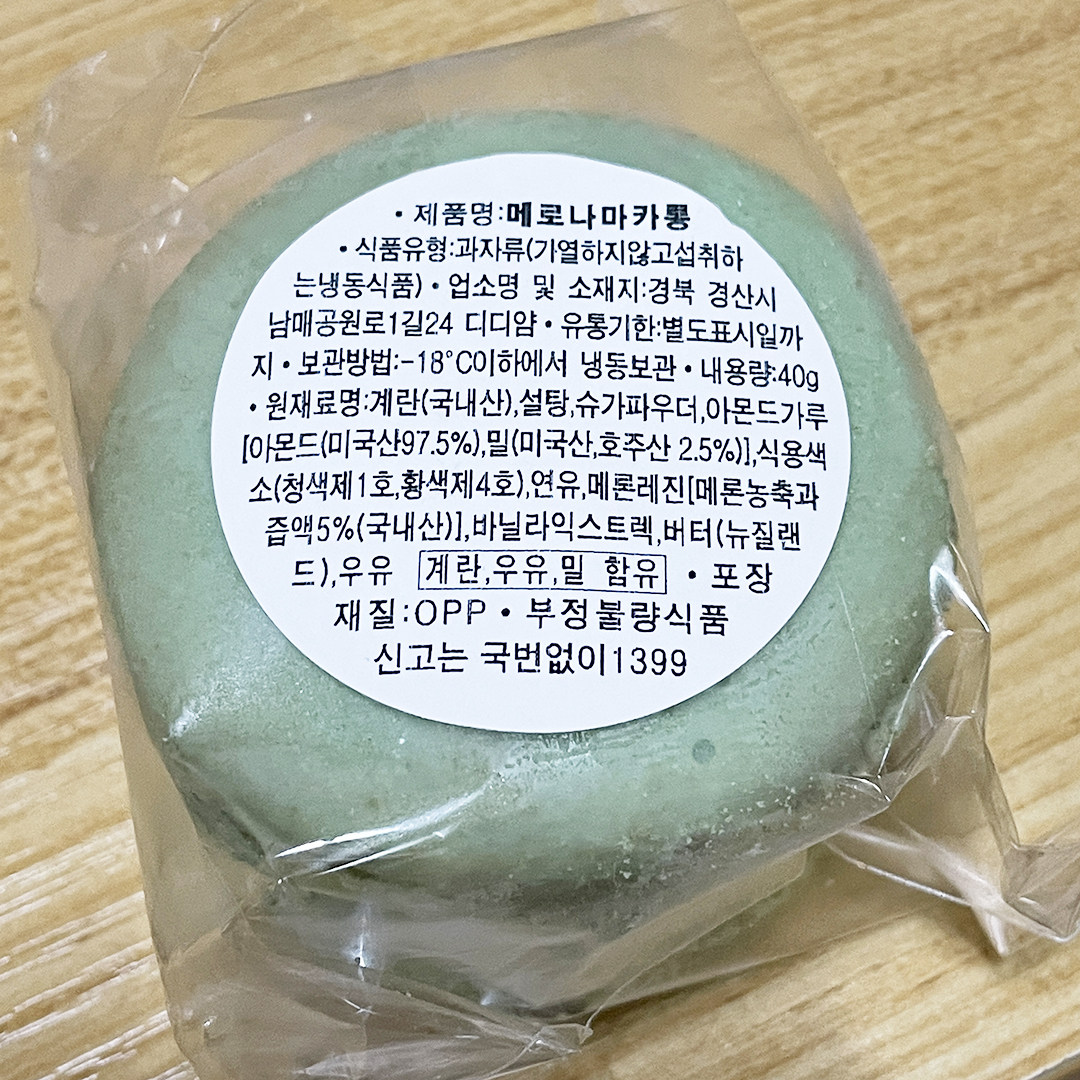 • 제품명:메로나마카롱
• 식품유형:과자류(가열하지않고섭취하
는냉동식품) • 업소명 및 소재지:경북 경산시
남매공원로1길24 디디얌 • 유통기한:별도표시일까
지 • 보관방법:-18°C이하에서 냉동보관 • 내용량:40g
• 원재료명:계란(국내산),설탕,슈가파우더,아몬드가루
[아몬드(미국산97.5%),밀(미국산,호주산 2.5%)],식용색
소(청색제1호,황색제4호),연유,메론레진[메론농축과
즙액5%(국내산)],바닐라익스트렉,버터(뉴질랜
드),우유 계란,우유,밀 함유 • 포장
재질:OPP • 부정불량식품
신고는 국번없이1399